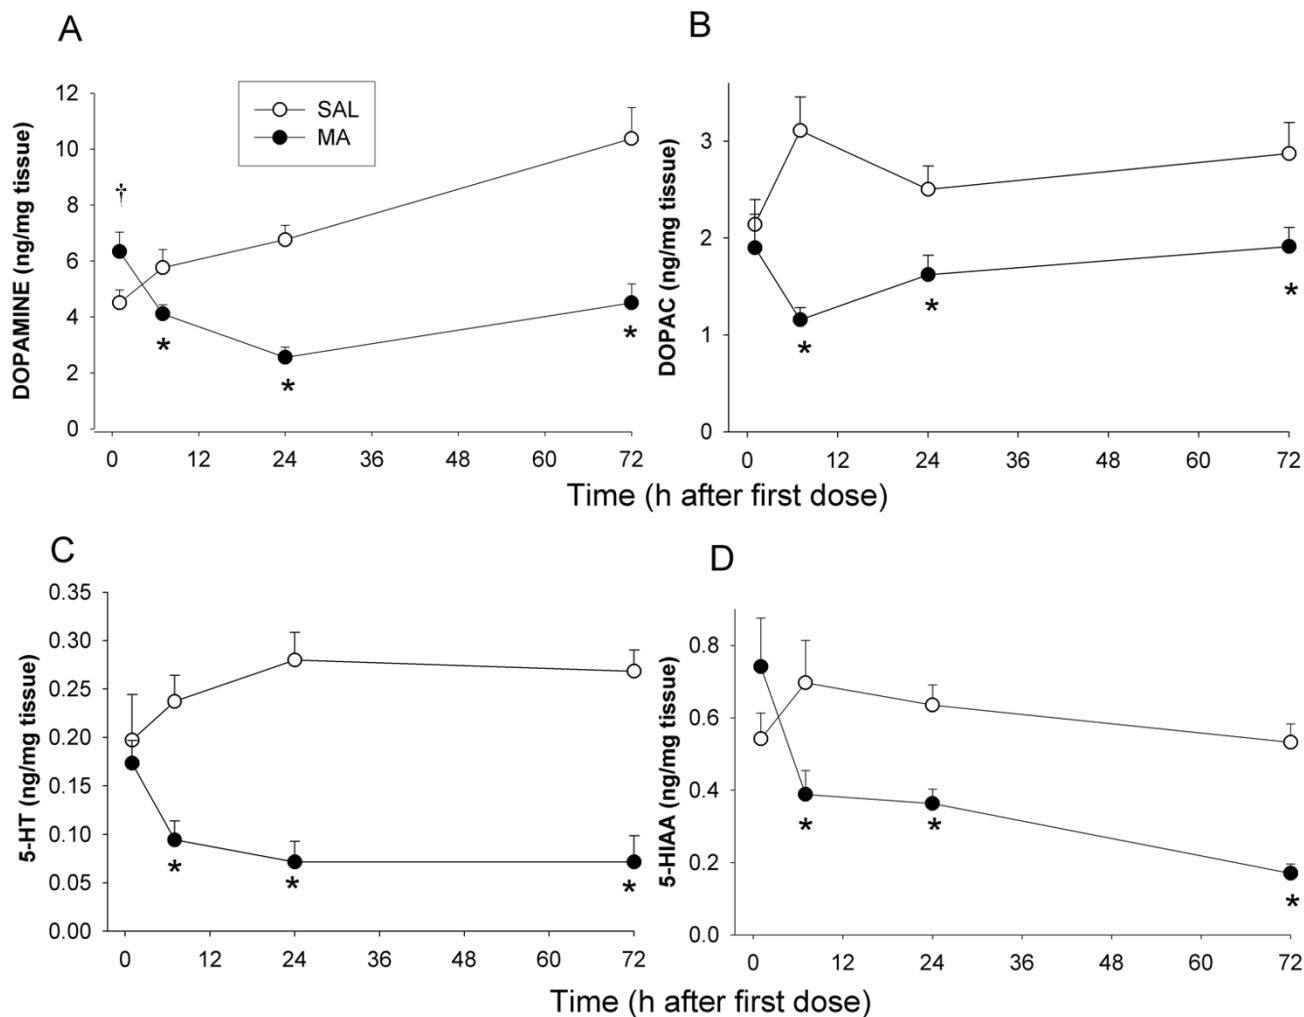 A
DOPAMINE (ng/mg tissue)
12
10
8
6
4
2
0
SAL
MA
†
*
*
*
0 12 24 36 48 60 72
B
DOPAC (ng/mg tissue)
3
2
1
0
*
*
*
0 12 24 36 48 60 72
Time (h after first dose)
C
5-HT (ng/mg tissue)
0.35
0.30
0.25
0.20
0.15
0.10
0.05
0.00
*
*
*
0 12 24 36 48 60 72
D
5-HIAA (ng/mg tissue)
0.8
0.6
0.4
0.2
0.0
*
*
*
0 12 24 36 48 60 72
Time (h after first dose)